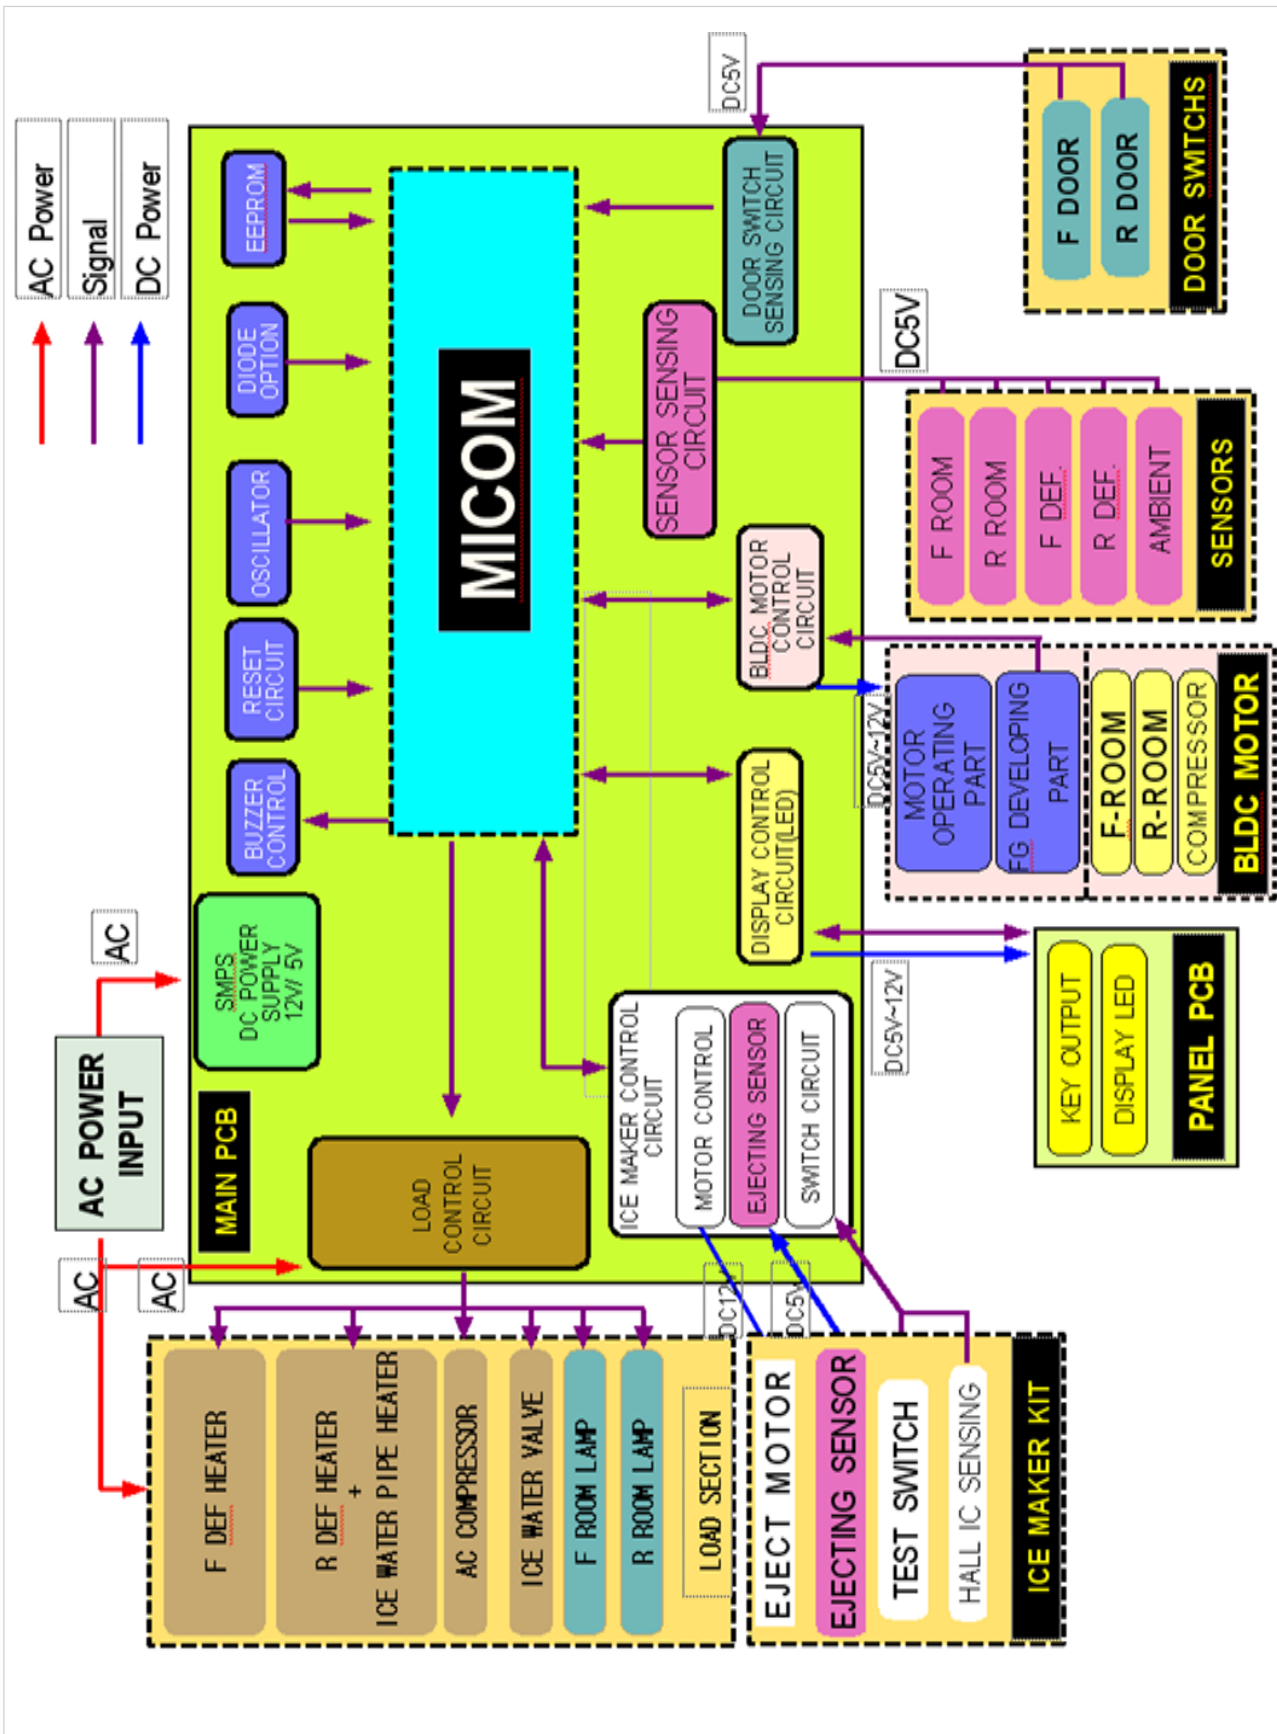 AC Power
Signal
DC Power
AC POWER
INPUT
AC
AC
AC
MAIN PCB
SMPS
DC POWER
SUPPLY
12V/ 5V
BUZZER
CONTROL
RESET
CIRCUIT
OSCILLATOR
DIODE
OPTION
EEPROM
MICOM
LOAD
CONTROL
CIRCUIT
ICE MAKER CONTROL
CIRCUIT
MOTOR CONTROL
EJECTING SENSOR
SWITCH CIRCUIT
DISPLAY CONTROL
CIRCUIT(LED)
BLDC MOTOR
CONTROL
CIRCUIT
SENSOR SENSING
CIRCUIT
DOOR SWITCH
SENSING CIRCUIT
F DEF HEATER
R DEF HEATER
+
ICE WATER PIPE HEATER
AC COMPRESSOR
ICE WATER VALVE
F ROOM LAMP
R ROOM LAMP
LOAD SECTION
DC12V
DC5V
EJECT MOTOR
EJECTING SENSOR
TEST SWITCH
HALL IC SENSING
ICE MAKER KIT
DC5V~12V
KEY OUTPUT
DISPLAY LED
PANEL PCB
DC5V~12V
MOTOR
OPERATING
PART
FG DEVELOPING
PART
F-ROOM
R-ROOM
COMPRESSOR
BLDC MOTOR
DC5V
F ROOM
R ROOM
F DEF.
R DEF.
AMBIENT
SENSORS
DC5V
F DOOR
R DOOR
DOOR SWITCHS